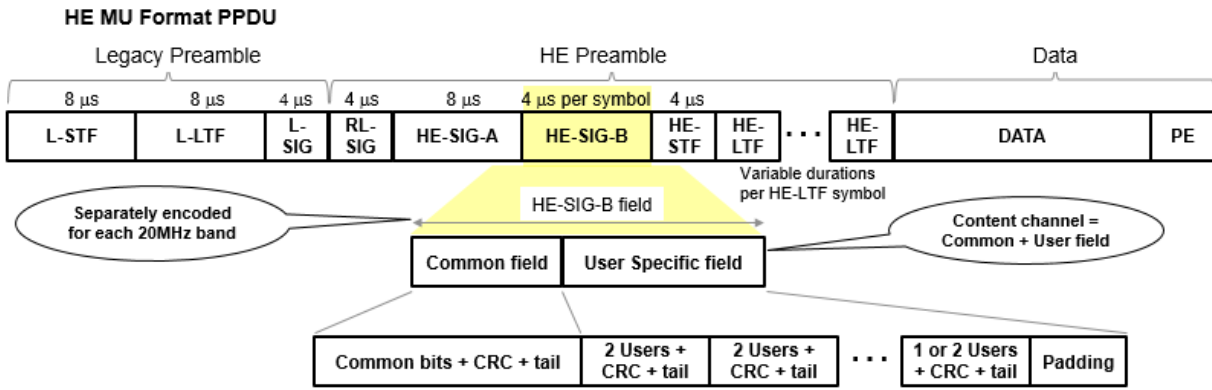 HE MU Format PPDU
Legacy Preamble
HE Preamble
Data
8 µs
8 µs
4 µs
4 µs
8 µs
4 µs per symbol
4 µs
L-STF
L-LTF
L-
SIG
RL-
SIG
HE-SIG-A
HE-SIG-B
HE-
STF
HE-
LTF
· · ·
HE-
LTF
DATA
PE
Variable durations
per HE-LTF symbol
Separately encoded
for each 20MHz band
HE-SIG-B field
Content channel =
Common + User field
Common field
User Specific field
Common bits + CRC + tail
2 Users +
CRC + tail
2 Users +
CRC + tail
· · ·
1 or 2 Users
+ CRC + tail
Padding